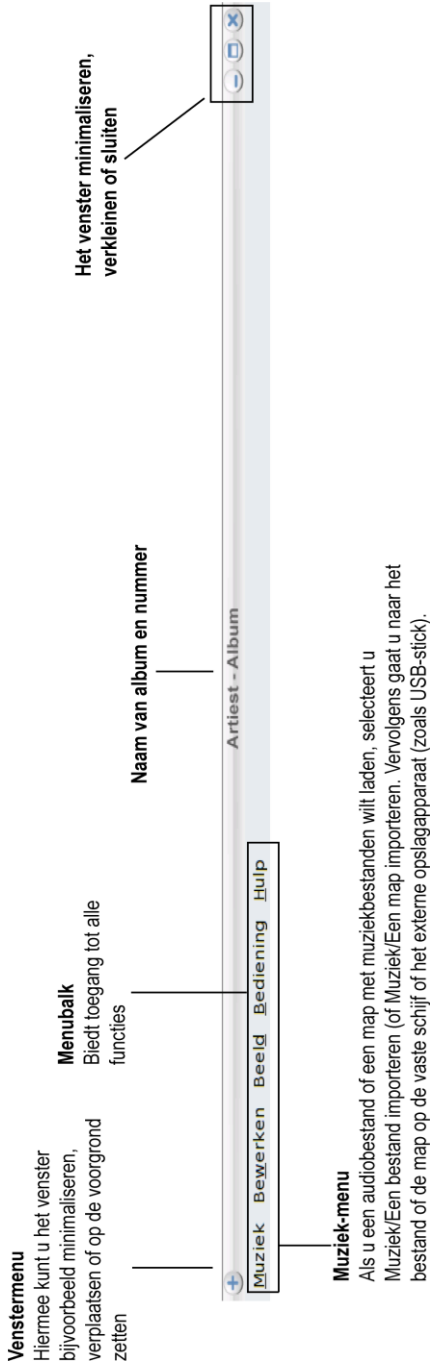 Venstermenu
Hiermee kunt u het venster
bijvoorbeeld minimaliseren,
verplaatsen of op de voorgrond
zetten
Menubalk
Biedt toegang tot alle
functies
Naam van album en nummer
Het venster minimaliseren,
verkleinen of sluiten
Artiest - Album
Muziek Bewerken Beeld Bediening Hulp
Muziek-menu
Als u een audiobestand of een map met muziekbestanden wilt laden, selecteert u
Muziek/Een bestand importeren (of Muziek/Een map importeren. Vervolgens gaat u naar het
bestand of de map op de vaste schijf of het externe opslagapparaat (zoals USB-stick).